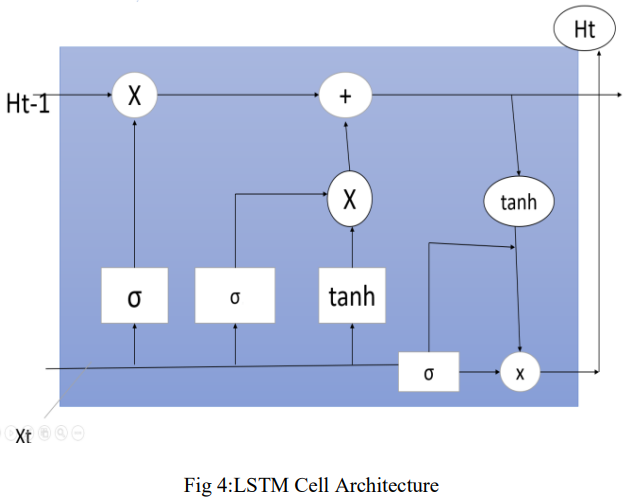 Ht
Ht-1
X
+
X
tanh
σ
σ
tanh
σ
x
Xt
Fig 4:LSTM Cell Architecture